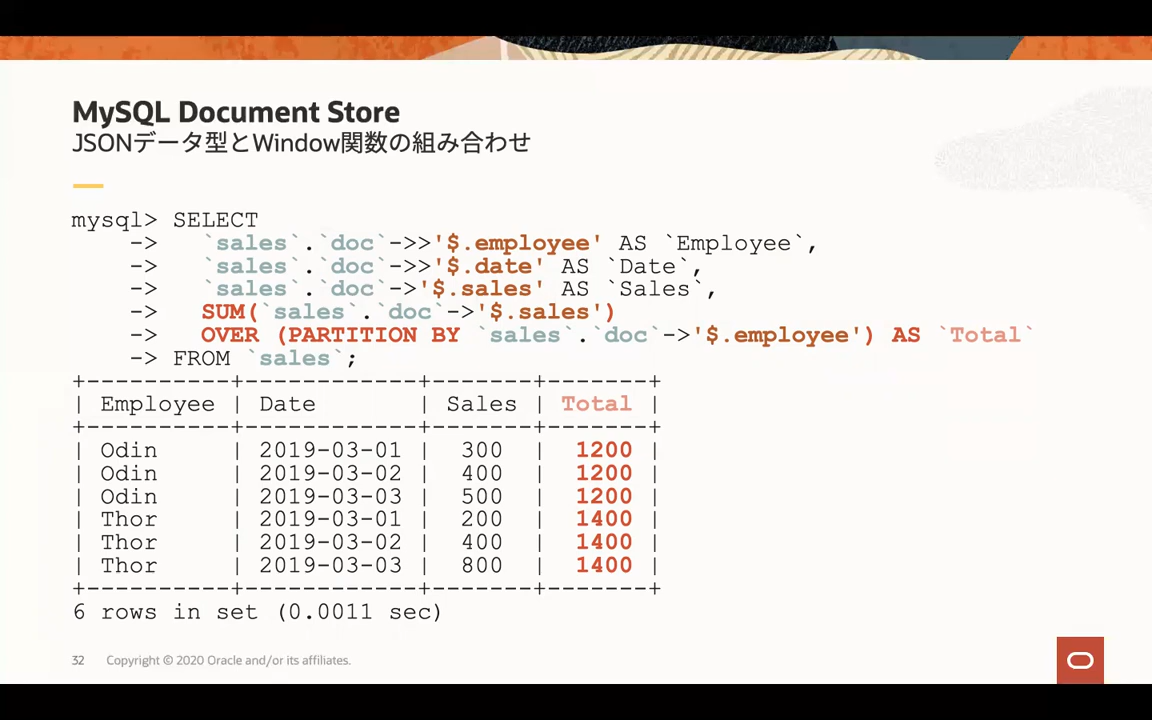 MySQL Document Store
JSONデータ型とWindow関数の組み合わせ
mysql> SELECT
    ->   `sales`.`doc`->>'$.employee' AS `Employee`,
    ->   `sales`.`doc`->>'$.date' AS `Date`,
    ->   `sales`.`doc`->'$.sales' AS `Sales`,
    ->   SUM(`sales`.`doc`->'$.sales')
    ->   OVER (PARTITION BY `sales`.`doc`->'$.employee') AS `Total`
    -> FROM `sales`;
+----------+------------+-------+-------+
| Employee | Date       | Sales | Total |
+----------+------------+-------+-------+
| Odin     | 2019-03-01 |  300  |  1200 |
| Odin     | 2019-03-02 |  400  |  1200 |
| Odin     | 2019-03-03 |  500  |  1200 |
| Thor     | 2019-03-01 |  200  |  1400 |
| Thor     | 2019-03-02 |  400  |  1400 |
| Thor     | 2019-03-03 |  800  |  1400 |
+----------+------------+-------+-------+
6 rows in set (0.0011 sec)
32 Copyright © 2020 Oracle and/or its affiliates.